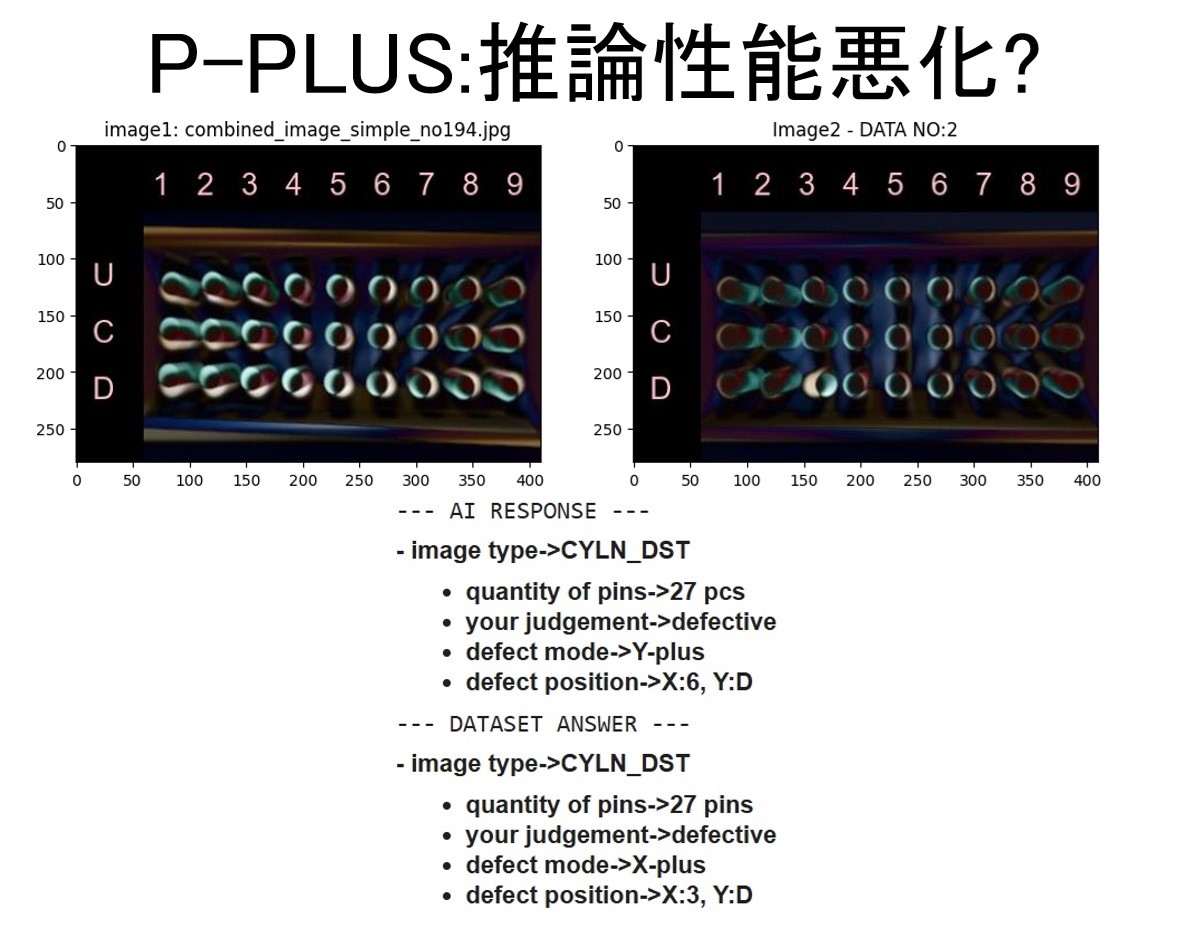 P−PLUS:推論性能悪化?
image1: combined_image_simple_no194.jpg
Image2 - DATA NO:2
0
50
100
150
200
250
1 2 3 4 5 6 7 8 9
U
C
D
0 50 100 150 200 250 300 350 400
0
50
100
150
200
250
1 2 3 4 5 6 7 8 9
U
C
D
0 50 100 150 200 250 300 350 400
--- AI RESPONSE ---
- image type->CYLN_DST
• quantity of pins->27 pcs
• your judgement->defective
• defect mode->Y-plus
• defect position->X:6, Y:D
--- DATASET ANSWER ---
- image type->CYLN_DST
• quantity of pins->27 pins
• your judgement->defective
• defect mode->X-plus
• defect position->X:3, Y:D